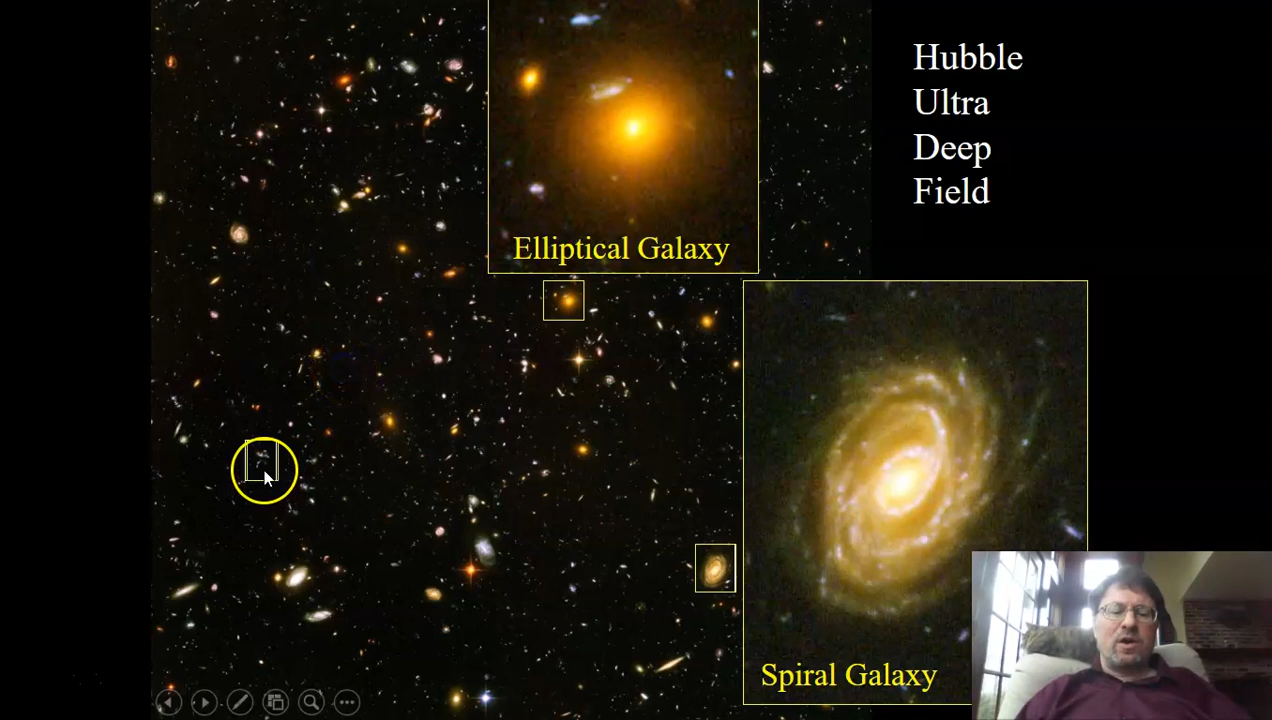 Hubble
Ultra
Deep
Field
Elliptical Galaxy
Spiral Galaxy